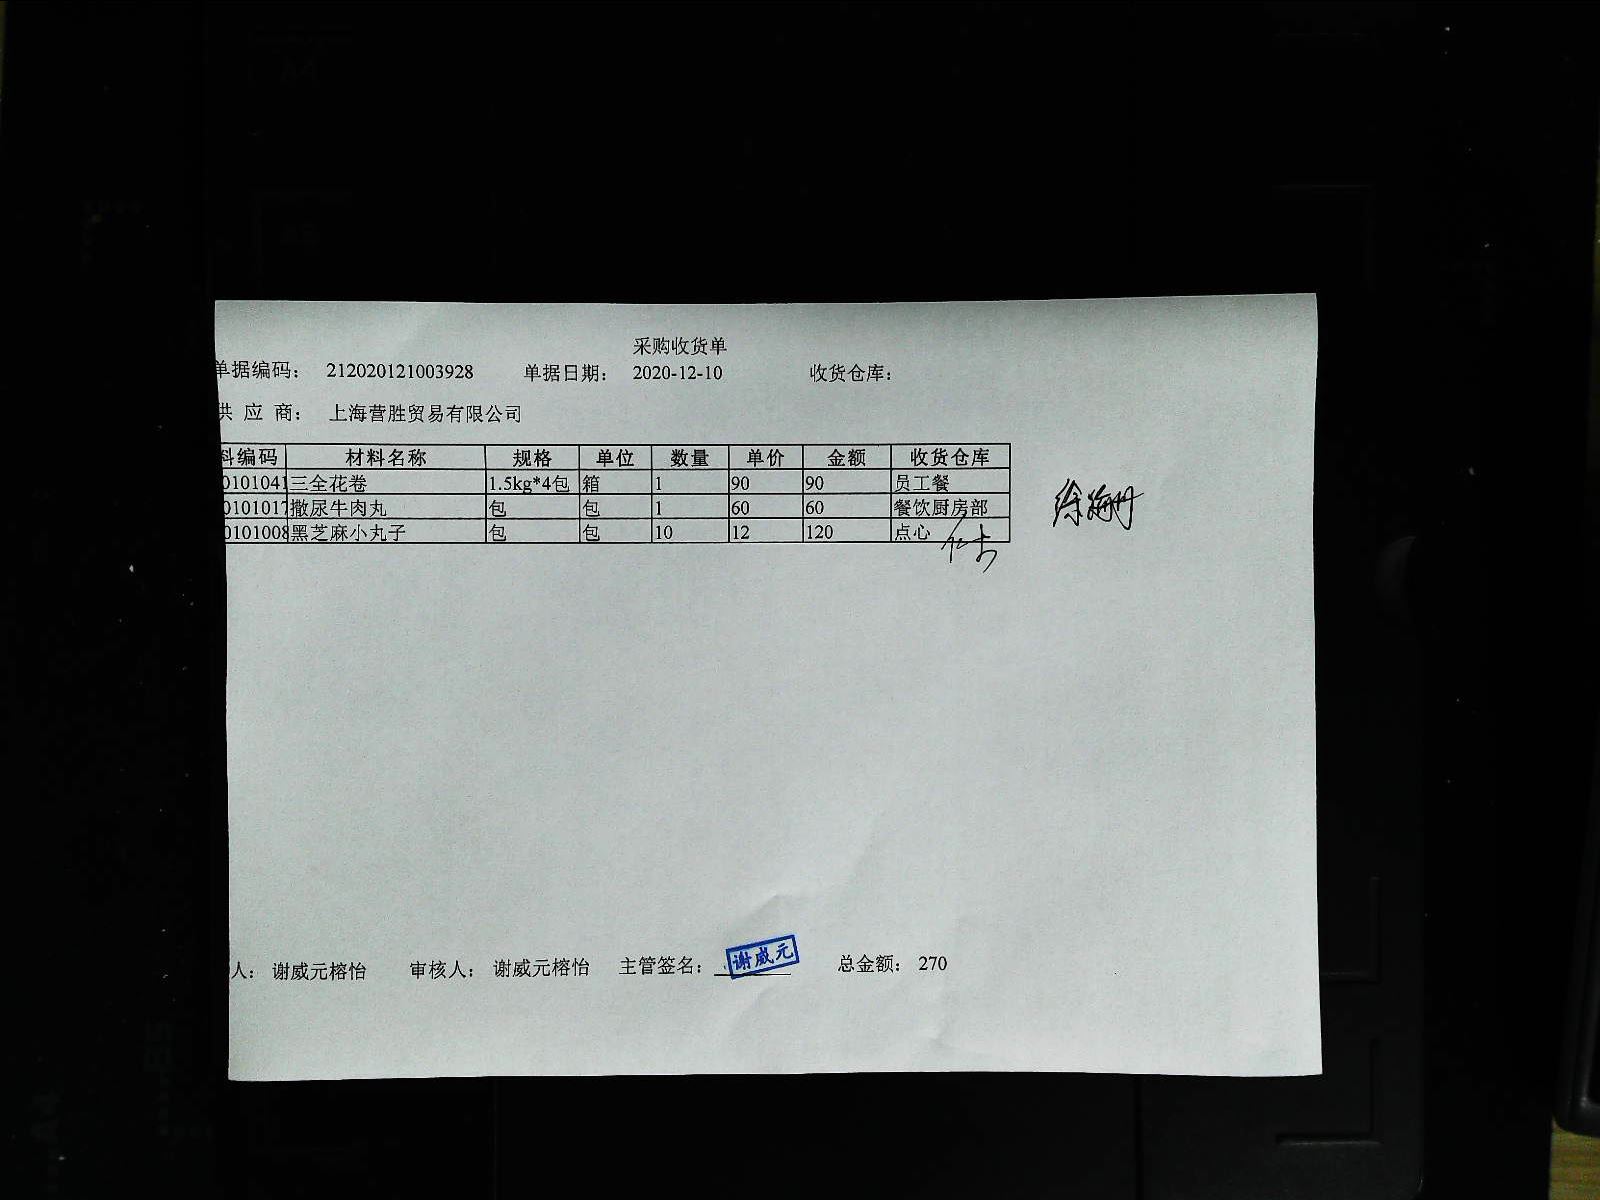 采购收货单
单据编码： 212020121003928 单据日期： 2020-12-10 收货仓库：
供 应 商： 上海营胜贸易有限公司
料编码 材料名称 规格 单位 数量 单价 金额 收货仓库
0101041 三全花卷 1.5kg*4包 箱 1 90 90 员工餐
0101017 撒尿牛肉丸 包 包 1 60 60 餐饮厨房部
0101008 黑芝麻小丸子 包 包 10 12 120 点心
人： 谢威元榕怡 审核人： 谢威元榕怡 主管签名： 谢威元 总金额： 270